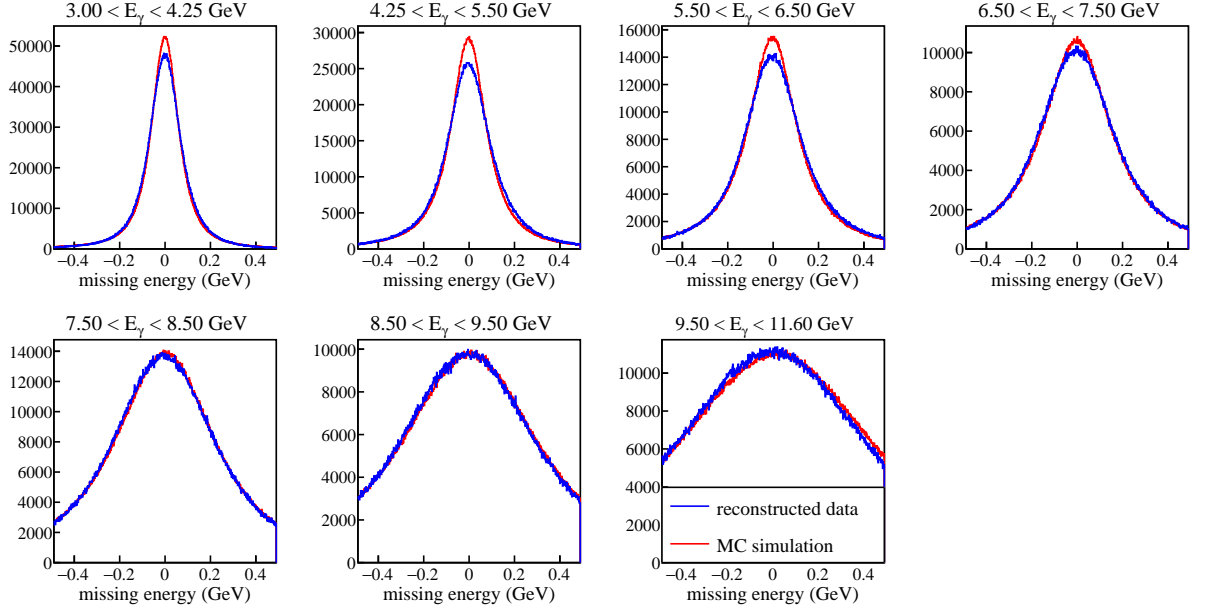 3.00 < Eγ < 4.25 GeV
50000
40000
30000
20000
10000
0
−0.4 −0.2 0 0.2 0.4
missing energy (GeV)
4.25 < Eγ < 5.50 GeV
30000
25000
20000
15000
10000
5000
0
−0.4 −0.2 0 0.2 0.4
missing energy (GeV)
5.50 < Eγ < 6.50 GeV
16000
14000
12000
10000
8000
6000
4000
2000
0
−0.4 −0.2 0 0.2 0.4
missing energy (GeV)
6.50 < Eγ < 7.50 GeV
10000
8000
6000
4000
2000
0
−0.4 −0.2 0 0.2 0.4
missing energy (GeV)
7.50 < Eγ < 8.50 GeV
14000
12000
10000
8000
6000
4000
2000
0
−0.4 −0.2 0 0.2 0.4
missing energy (GeV)
8.50 < Eγ < 9.50 GeV
10000
8000
6000
4000
2000
0
−0.4 −0.2 0 0.2 0.4
missing energy (GeV)
9.50 < Eγ < 11.60 GeV
10000
8000
6000
4000
2000
0
reconstructed data
MC simulation
−0.4 −0.2 0 0.2 0.4
missing energy (GeV)